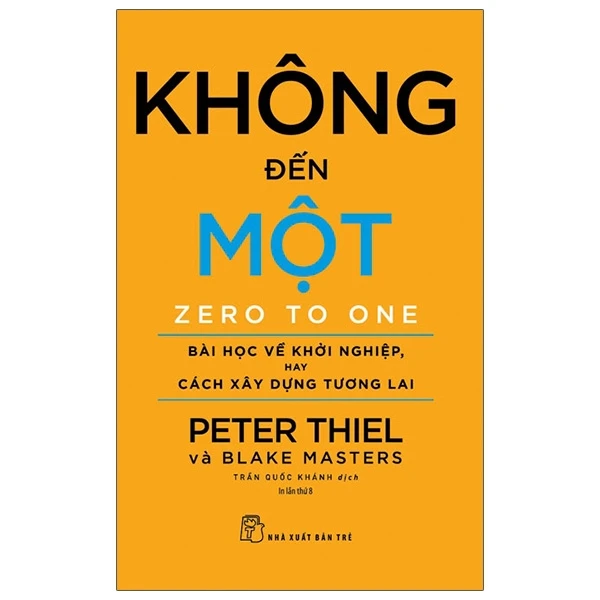 KHÔNG
ĐẾN
MỘT
ZERO TO ONE
BÀI HỌC VỀ KHỞI NGHIỆP,
HAY
CÁCH XÂY DỰNG TƯƠNG LAI
PETER THIEL
và BLAKE MASTERS
TRẦN QUỐC KHÁNH dịch
In lần thứ 8
NHÀ XUẤT BẢN TRẺ